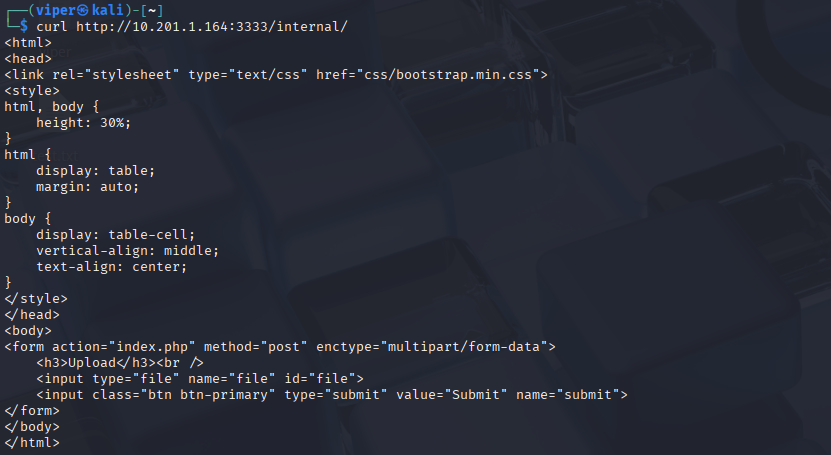 ┌──(viper㉿kali)-[~]
└─$ curl http://10.201.1.164:3333/internal/
<html>
<head>
<link rel="stylesheet" type="text/css" href="css/bootstrap.min.css">
<style>
html, body {
    height: 30%;
}
html {
    display: table;
    margin: auto;
}
body {
    display: table-cell;
    vertical-align: middle;
    text-align: center;
}
</style>
</head>
<body>
<form action="index.php" method="post" enctype="multipart/form-data">
    <h3>Upload</h3><br />
    <input type="file" name="file" id="file">
    <input class="btn btn-primary" type="submit" value="Submit" name="submit">
</form>
</body>
</html>